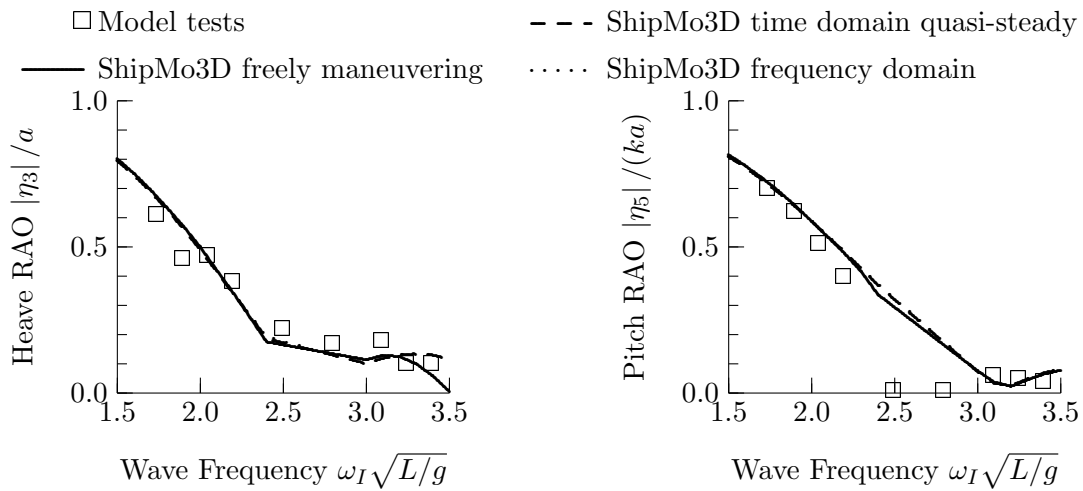 Model tests
ShipMo3D time domain quasi-steady
ShipMo3D freely maneuvering
ShipMo3D frequency domain
Heave RAO |η₃|/a
1.0
0.5
0.0
1.5 2.0 2.5 3.0 3.5
Wave Frequency ω_I√(L/g)
Pitch RAO |η₅|/(ka)
1.0
0.5
0.0
1.5 2.0 2.5 3.0 3.5
Wave Frequency ω_I√(L/g)